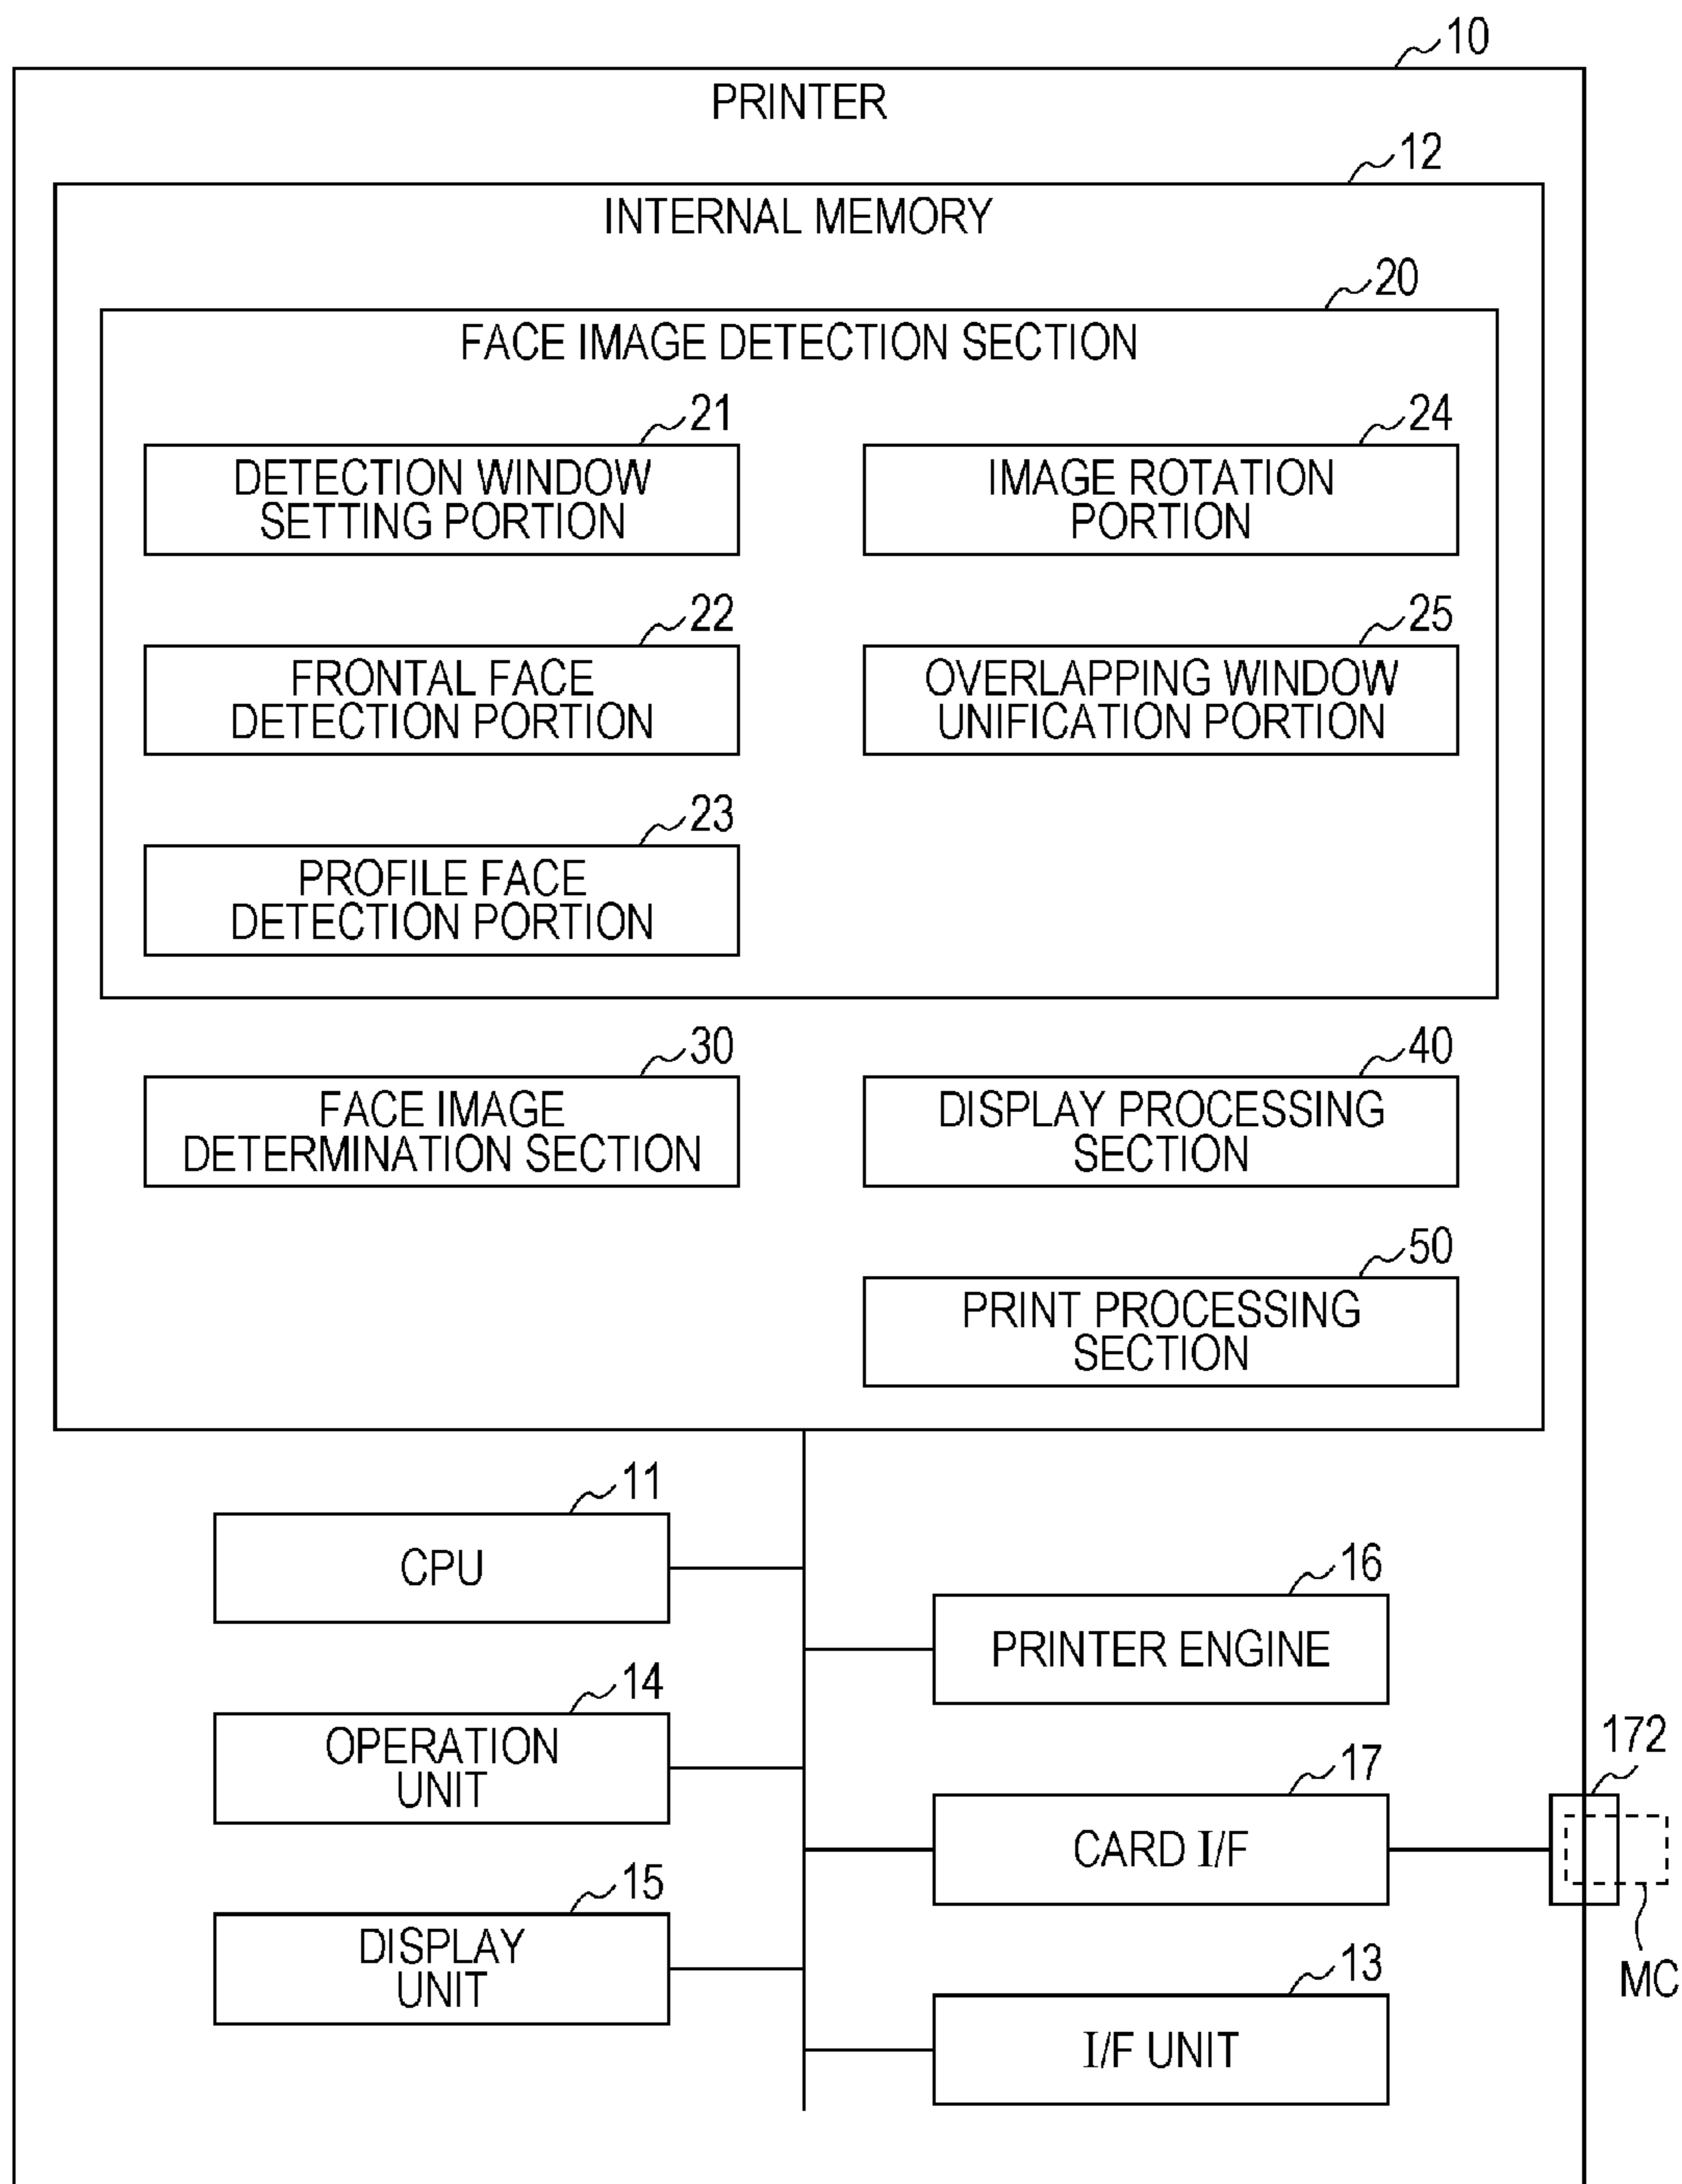 10
PRINTER
12
INTERNAL MEMORY
20
FACE IMAGE DETECTION SECTION
21
DETECTION WINDOW
SETTING PORTION
24
IMAGE ROTATION
PORTION
22
FRONTAL FACE
DETECTION PORTION
25
OVERLAPPING WINDOW
UNIFICATION PORTION
23
PROFILE FACE
DETECTION PORTION
30
FACE IMAGE
DETERMINATION SECTION
40
DISPLAY PROCESSING
SECTION
50
PRINT PROCESSING
SECTION
11
CPU
16
PRINTER ENGINE
14
OPERATION
UNIT
17
CARD I/F
172
MC
15
DISPLAY
UNIT
13
I/F UNIT